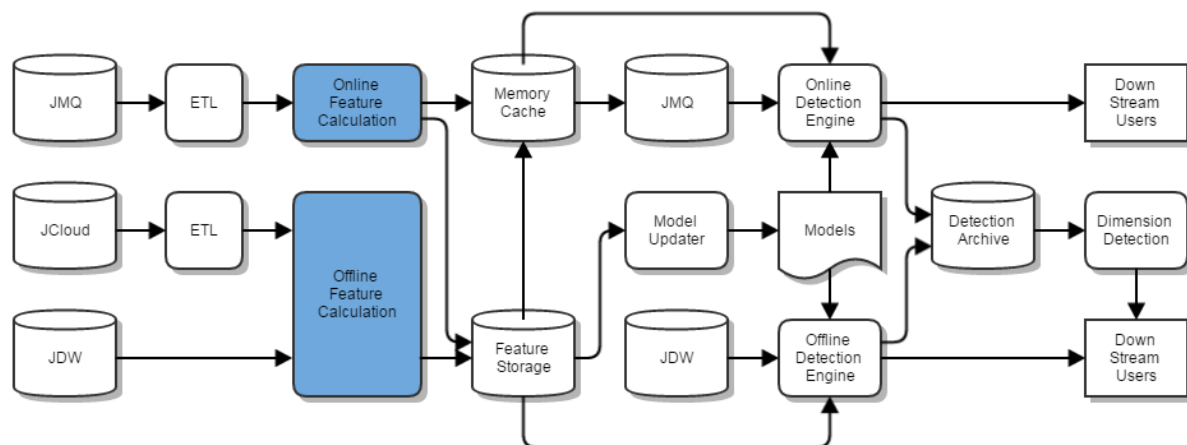 JMQ
ETL
Online
Feature
Calculation
Memory
Cache
JMQ
Online
Detection
Engine
Down
Stream
Users
JCloud
ETL
Offline
Feature
Calculation
Model
Updater
Models
Detection
Archive
Dimension
Detection
JDW
Feature
Storage
JDW
Offline
Detection
Engine
Down
Stream
Users